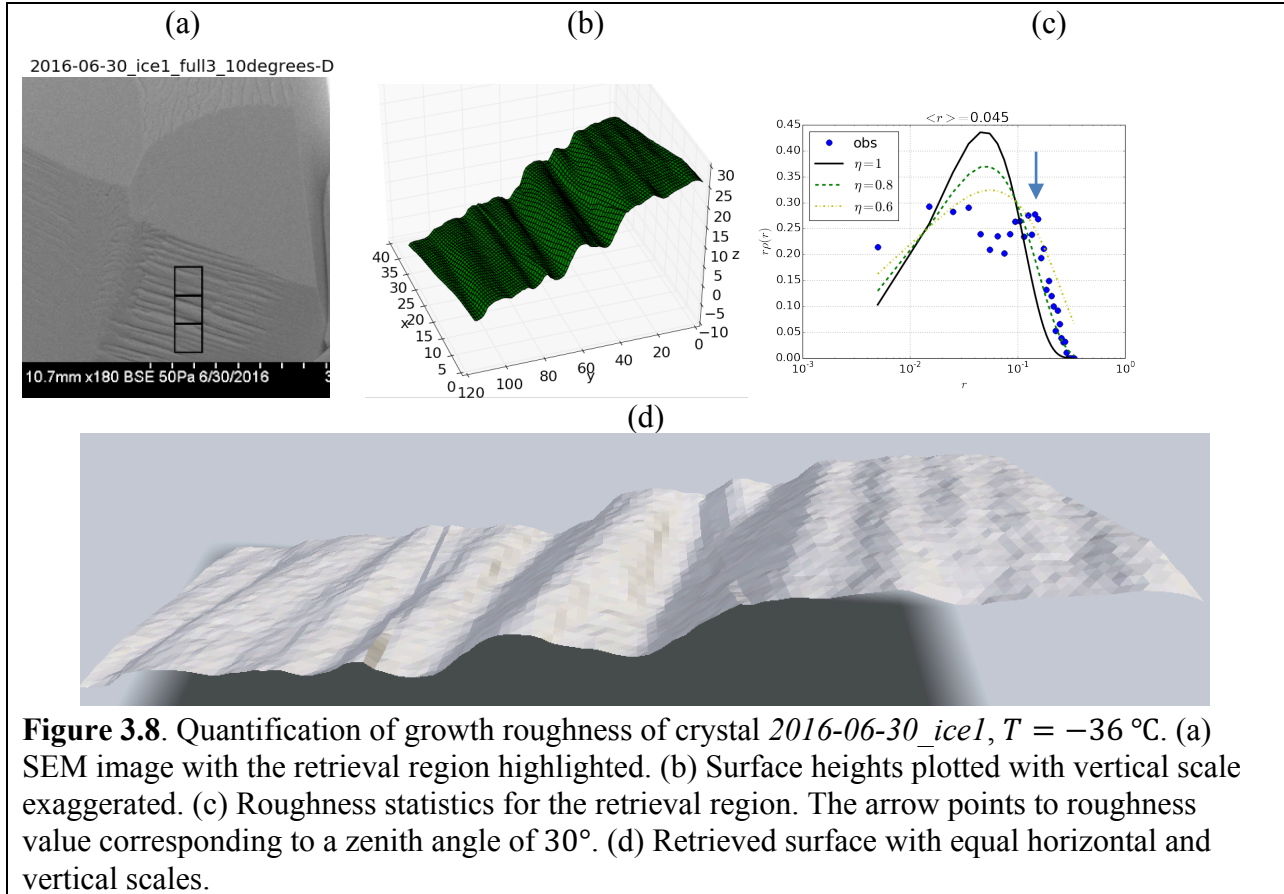 (a)
(b)
(c)
2016-06-30_ice1_full3_10degrees-D
10.7mm x180 BSE 50Pa 6/30/2016
3
40
35
30
25
20
15
10
5
0
x
120
100
80
60
40
20
0
y
30
25
20
15
10
5
0
−5
−10
z
<r> = 0.045
0.45
0.40
0.35
0.30
0.25
0.20
0.15
0.10
0.05
0.00
rρ(r)
obs
η = 1
η = 0.8
η = 0.6
10⁻³
10⁻²
10⁻¹
10⁰
r
(d)
Figure 3.8. Quantification of growth roughness of crystal 2016-06-30_ice1, T = −36 °C. (a)
SEM image with the retrieval region highlighted. (b) Surface heights plotted with vertical scale
exaggerated. (c) Roughness statistics for the retrieval region. The arrow points to roughness
value corresponding to a zenith angle of 30°. (d) Retrieved surface with equal horizontal and
vertical scales.